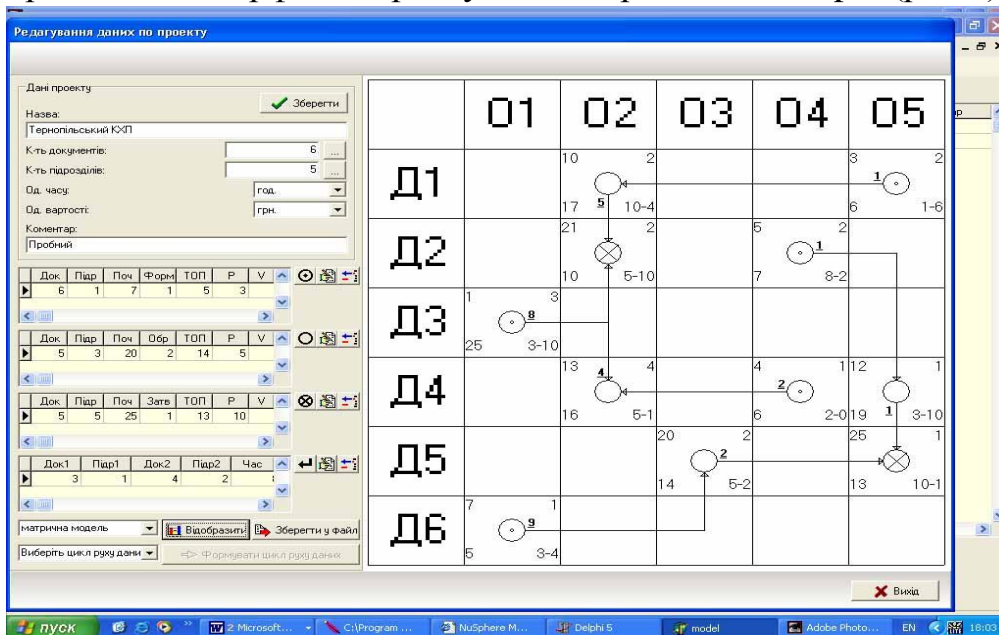 Редагування даних по проекту
Дані проекту
Зберегти
Назва:
Тернопільський КХП
К-ть документів:
6 ...
К-ть підрозділів:
5 ...
Од. часу:
год.
Од. вартості:
грн.
Коментар:
Пробний
Док Підр Поч Форм ТОП Р V
6 1 7 1 5 3
Док Підр Поч Обр ТОП Р V
5 3 20 2 14 5
Док Підр Поч Затв ТОП Р V
5 5 25 1 13 10
Док1 Підр1 Док2 Підр2 Час
3 1 4 2
матрична модель
Відобразить
Зберегти у файл
Виберіть цикл руху дани
=> Формувати цикл руху даних
О1 О2 О3 О4 О5
Д1
10 2
5
17 10-4
3 2
1
6 1-6
Д2
21 2
10 5-10
5 2
1
7 8-2
Д3
1 3
8
25 3-10
Д4
13 4
4
16 5-1
4 1
2
6 2-0
12 1
1
19 3-10
Д5
20 2
2
14 5-2
25 1
13 10-1
Д6
7 1
9
5 3-4
Вихід
пуск
2 Microsoft...
C:\Program ...
NuSphere M...
Delphi 5
model
Adobe Photo...
EN
18:03